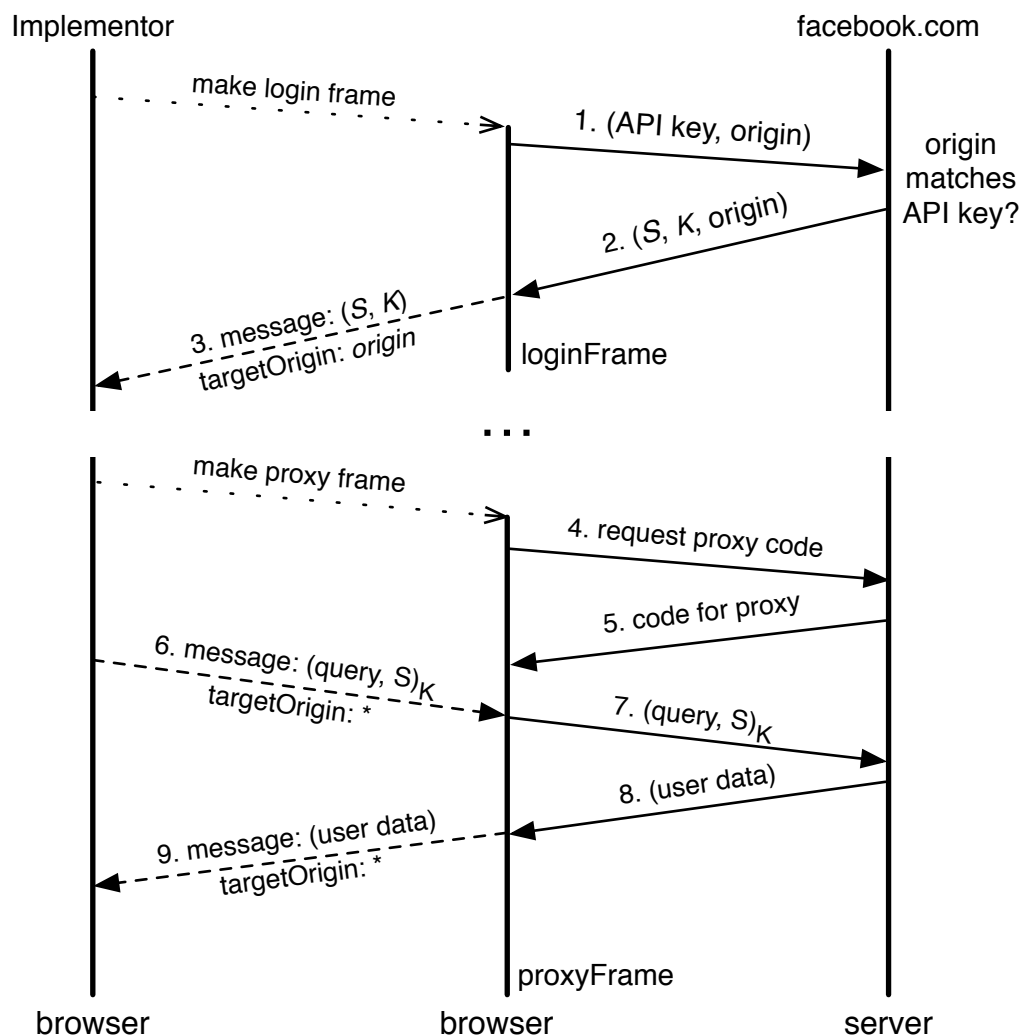 Implementor
facebook.com
make login frame
1. (API key, origin)
origin
matches
API key?
2. (S, K, origin)
3. message: (S, K)
targetOrigin: origin
loginFrame
...
make proxy frame
4. request proxy code
5. code for proxy
6. message: (query, S)K
targetOrigin: *
7. (query, S)K
8. (user data)
9. message: (user data)
targetOrigin: *
proxyFrame
browser
browser
server